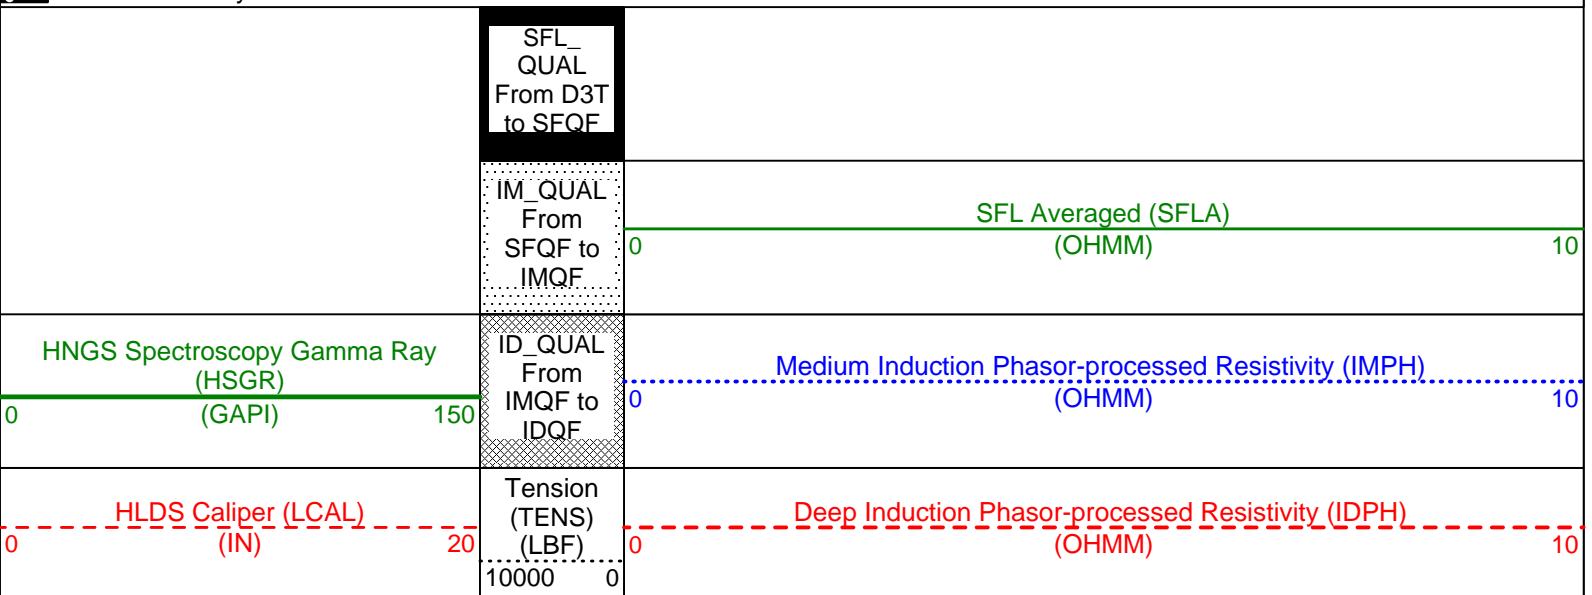 SFL_
QUAL
From D3T
to SFQF
IM_QUAL
From
SFQF to
IMQF
SFL Averaged (SFLA)
0 (OHMM) 10
HNGS Spectroscopy Gamma Ray
(HSGR)
0 (GAPI) 150
ID_QUAL
From
IMQF to
IDQF
Medium Induction Phasor-processed Resistivity (IMPH)
0 (OHMM) 10
HLDS Caliper (LCAL)
0 (IN) 20
Tension
(TENS)
(LBF)
10000 0
Deep Induction Phasor-processed Resistivity (IDPH)
0 (OHMM) 10